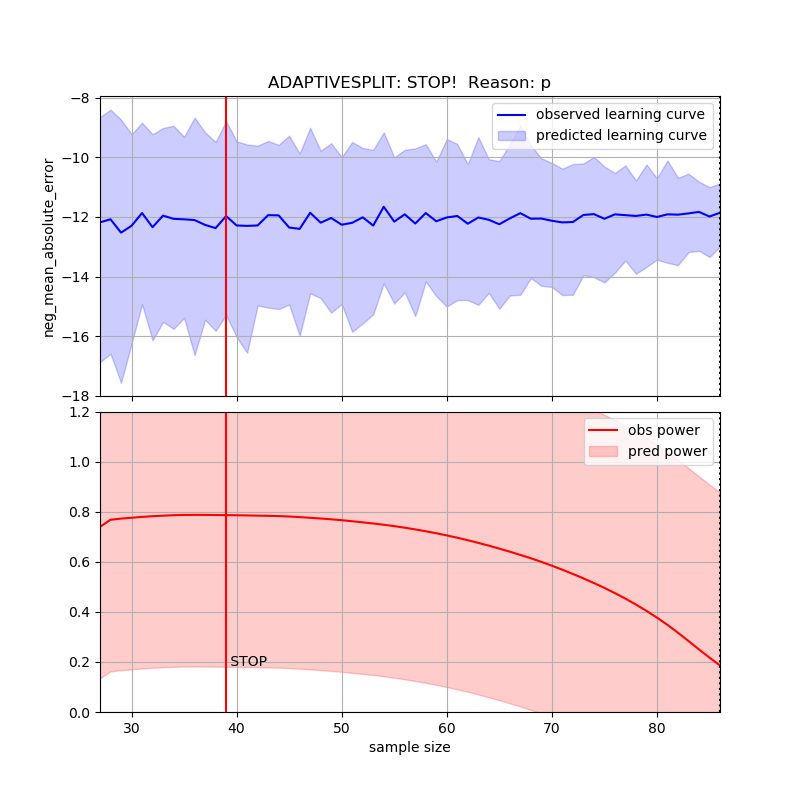 ADAPTIVESPLIT: STOP!  Reason: p
−8
−10
−12
−14
−16
−18
neg_mean_absolute_error
observed learning curve
predicted learning curve
1.2
1.0
0.8
0.6
0.4
0.2
0.0
obs power
pred power
STOP
30 40 50 60 70 80
sample size